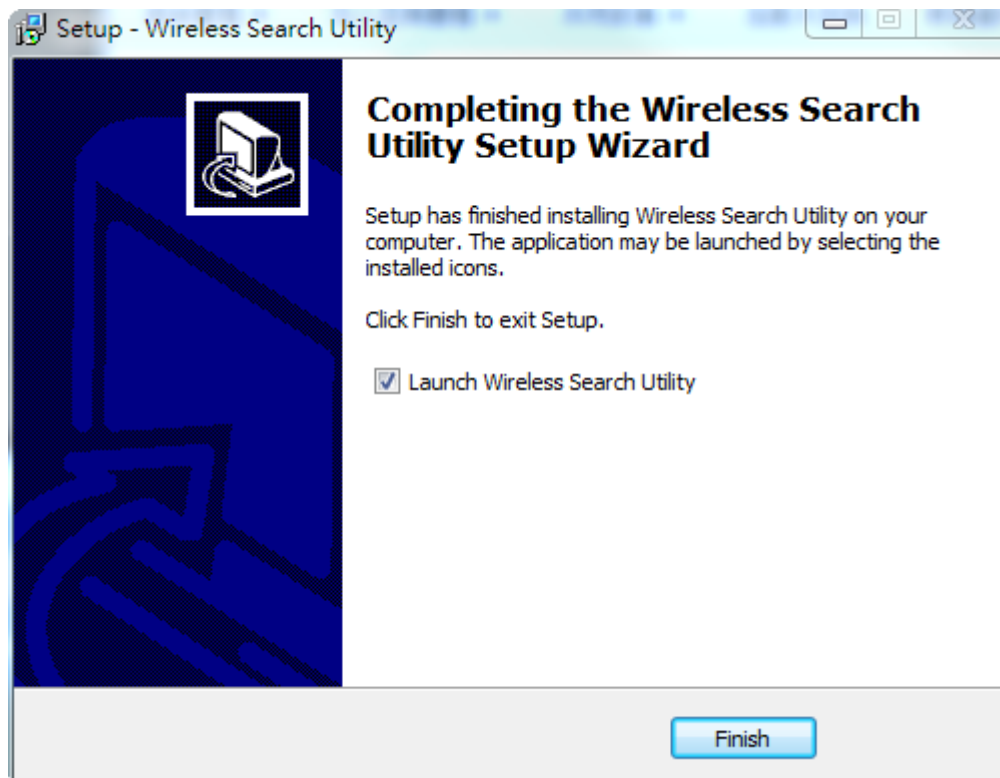 Setup - Wireless Search Utility
Completing the Wireless Search
Utility Setup Wizard
Setup has finished installing Wireless Search Utility on your
computer. The application may be launched by selecting the
installed icons.
Click Finish to exit Setup.
Launch Wireless Search Utility
Finish